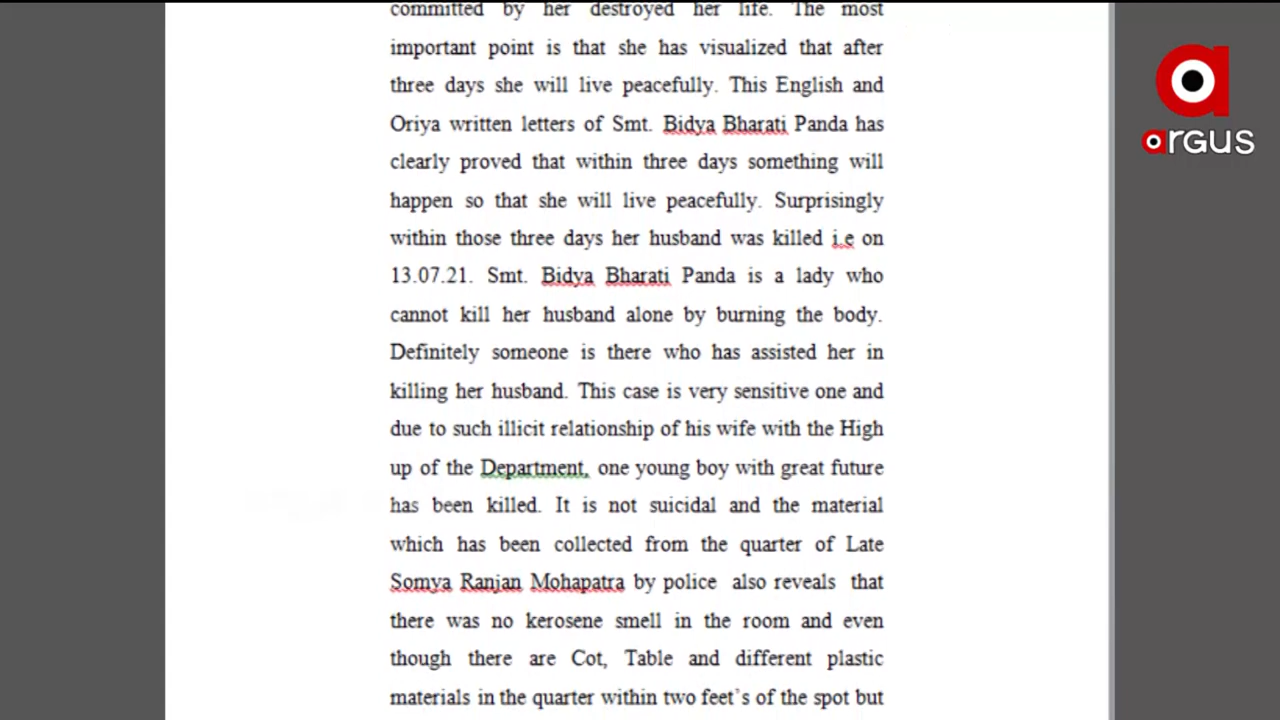 committed by her destroyed her life. The most
important point is that she has visualized that after
three days she will live peacefully. This English and
Oriya written letters of Smt. Bidya Bharati Panda has
clearly proved that within three days something will
happen so that she will live peacefully. Surprisingly
within those three days her husband was killed i.e on
13.07.21. Smt. Bidya Bharati Panda is a lady who
cannot kill her husband alone by burning the body.
Definitely someone is there who has assisted her in
killing her husband. This case is very sensitive one and
due to such illicit relationship of his wife with the High
up of the Department, one young boy with great future
has been killed. It is not suicidal and the material
which has been collected from the quarter of Late
Somya Ranjan Mohapatra by police also reveals that
there was no kerosene smell in the room and even
though there are Cot, Table and different plastic
materials in the quarter within two feet's of the spot but
argus